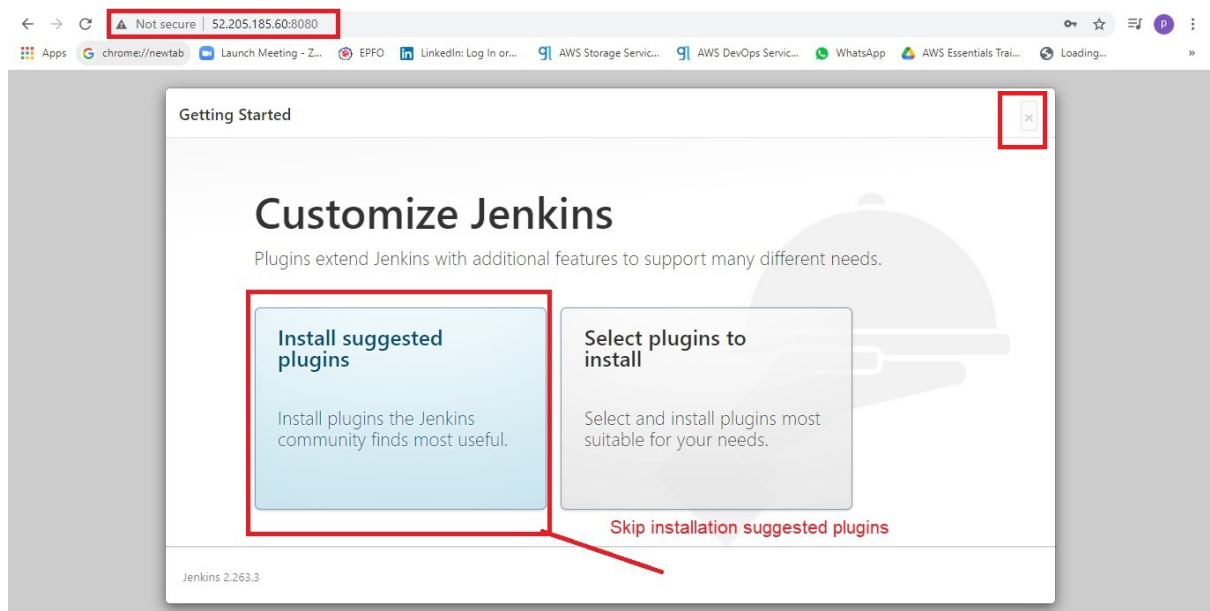 Not secure | 52.205.185.60:8080
P
Apps G chrome://newtab Launch Meeting - Z... EPFO in LinkedIn: Log In or... AWS Storage Servic... AWS DevOps Servic... WhatsApp AWS Essentials Trai... Loading... »
Getting Started ×
Customize Jenkins
Plugins extend Jenkins with additional features to support many different needs.
Install suggested
plugins
Install plugins the Jenkins
community finds most useful.
Select plugins to
install
Select and install plugins most
suitable for your needs.
Skip installation suggested plugins
Jenkins 2.263.3